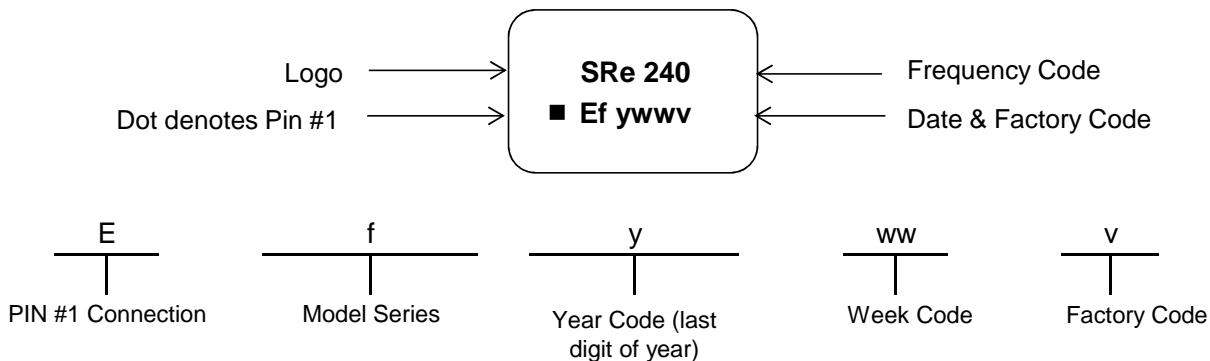 Logo
SRe 240
Frequency Code
Dot denotes Pin #1
Ef ywwv
Date & Factory Code
E
f
y
ww
v
PIN #1 Connection
Model Series
Year Code (last
digit of year)
Week Code
Factory Code